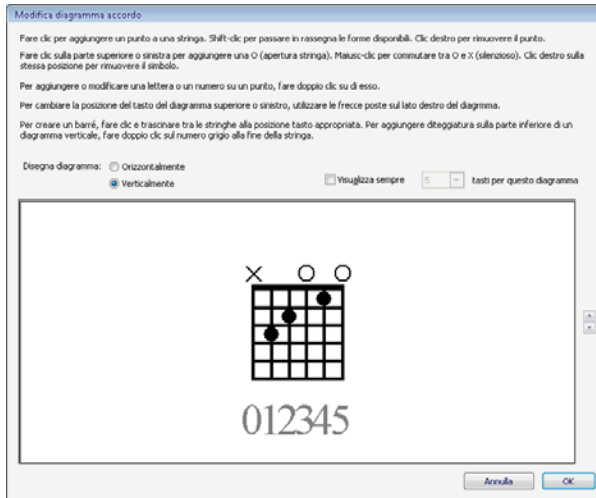 Modifica diagramma accordo
Fare clic per aggiungere un punto a una stringa. Shift-clic per passare in rassegna le forme disponibili. Clic destro per rimuovere il punto.
Fare clic sulla parte superiore o sinistra per aggiungere una O (apertura stringa). Maiusc-clic per commutare tra O e X (silenzioso). Clic destro sulla
stessa posizione per rimuovere il simbolo.
Per aggiungere o modificare una lettera o un numero su un punto, fare doppio clic su di esso.
Per cambiare la posizione del tasto del diagramma superiore o sinistro, utilizzare le frecce poste sul lato destro del diagrmma.
Per creare un barré, fare clic e trascinare tra le stringhe alla posizione tasto appropriata. Per aggiungere diteggiatura sulla parte inferiore di un
diagramma verticale, fare doppio clic sul numero grigio alla fine della stringa.
Disegna diagramma: Orizzontalmente
Verticalmente
Visualizza sempre 5 tasti per questo diagramma
X O O
012345
Annulla OK